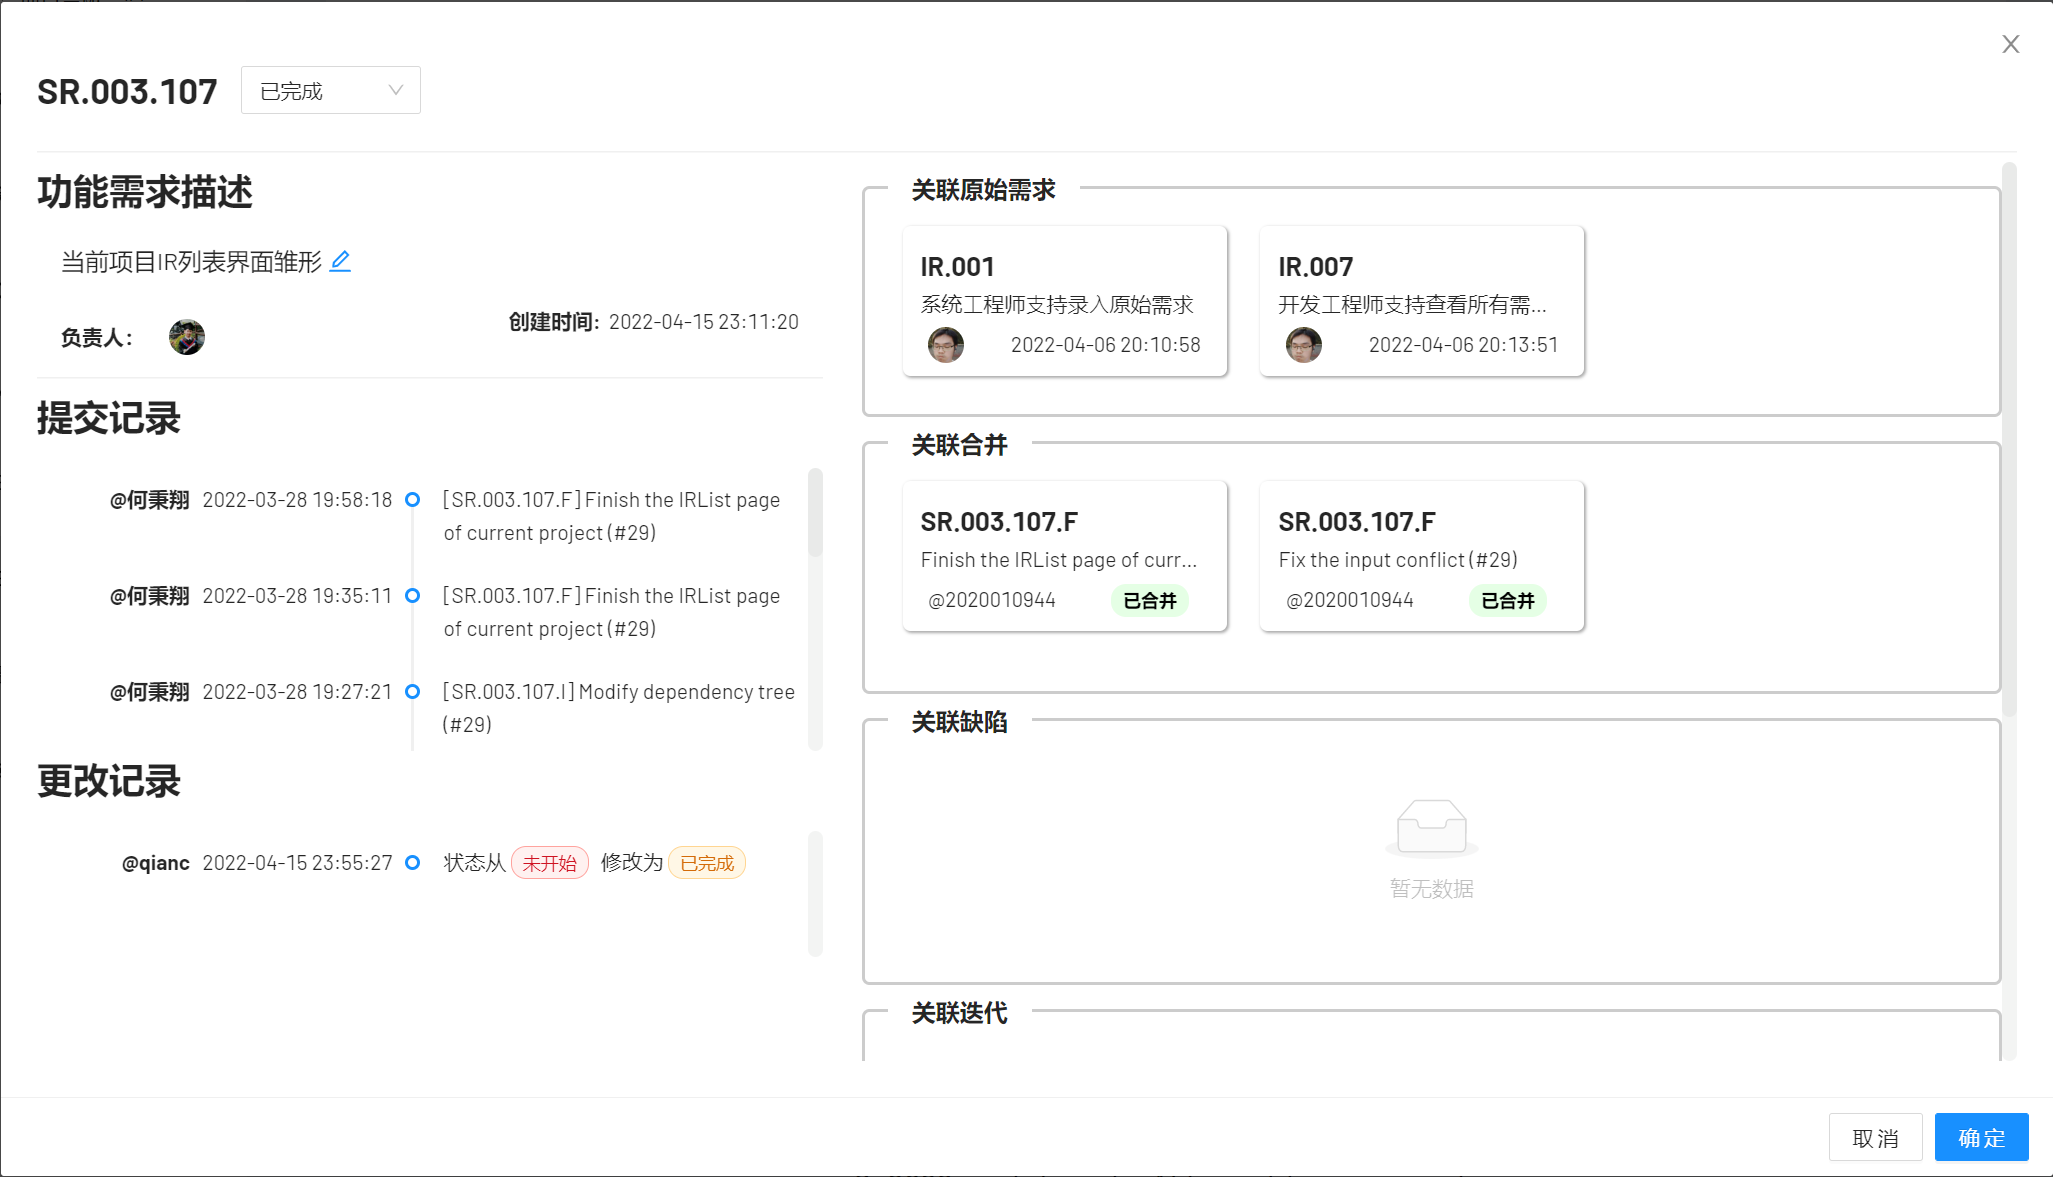 SR.003.107
已完成
功能需求描述
当前项目IR列表界面雏形
负责人：
创建时间：2022-04-15 23:11:20
提交记录
@何秉翔 2022-03-28 19:58:18 [SR.003.107.F] Finish the IRList page
of current project (#29)
@何秉翔 2022-03-28 19:35:11 [SR.003.107.F] Finish the IRList page
of current project (#29)
@何秉翔 2022-03-28 19:27:21 [SR.003.107.I] Modify dependency tree
(#29)
更改记录
@qianc 2022-04-15 23:55:27 状态从 未开始 修改为 已完成
关联原始需求
IR.001
系统工程师支持录入原始需求
2022-04-06 20:10:58
IR.007
开发工程师支持查看所有需...
2022-04-06 20:13:51
关联合并
SR.003.107.F
Finish the IRList page of curr...
@2020010944 已合并
SR.003.107.F
Fix the input conflict (#29)
@2020010944 已合并
关联缺陷
暂无数据
关联迭代
取消 确定